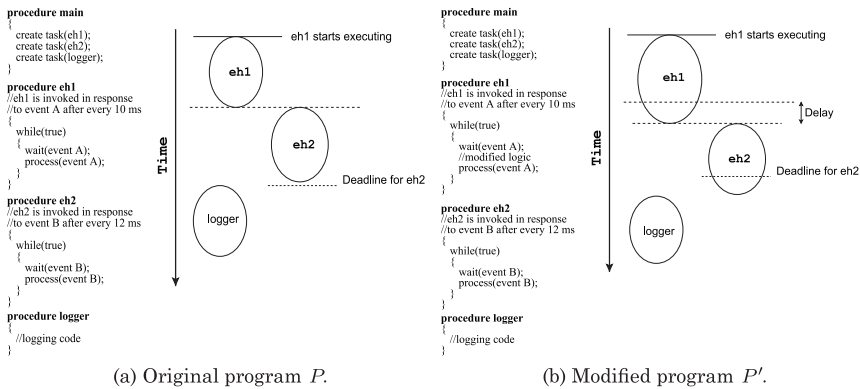 procedure main
{
create task(eh1);
create task(eh2);
create task(logger);
}
procedure eh1
//eh1 is invoked in response
//to event A after every 10 ms
{
while(true)
{
wait(event A);
process(event A);
}
}
procedure eh2
//eh2 is invoked in response
//to event B after every 12 ms
{
while(true)
{
wait(event B);
process(event B);
}
}
procedure logger
{
//logging code
}
Time
eh1 starts executing
eh1
eh2
Deadline for eh2
logger
(a) Original program P.
procedure main
{
create task(eh1);
create task(eh2);
create task(logger);
}
procedure eh1
//eh1 is invoked in response
//to event A after every 10 ms
{
while(true)
{
wait(event A);
//modified logic
process(event A);
}
}
procedure eh2
//eh2 is invoked in response
//to event B after every 12 ms
{
while(true)
{
wait(event B);
process(event B);
}
}
procedure logger
{
//logging code
}
Time
eh1 starts executing
eh1
Delay
eh2
Deadline for eh2
logger
(b) Modified program P′.